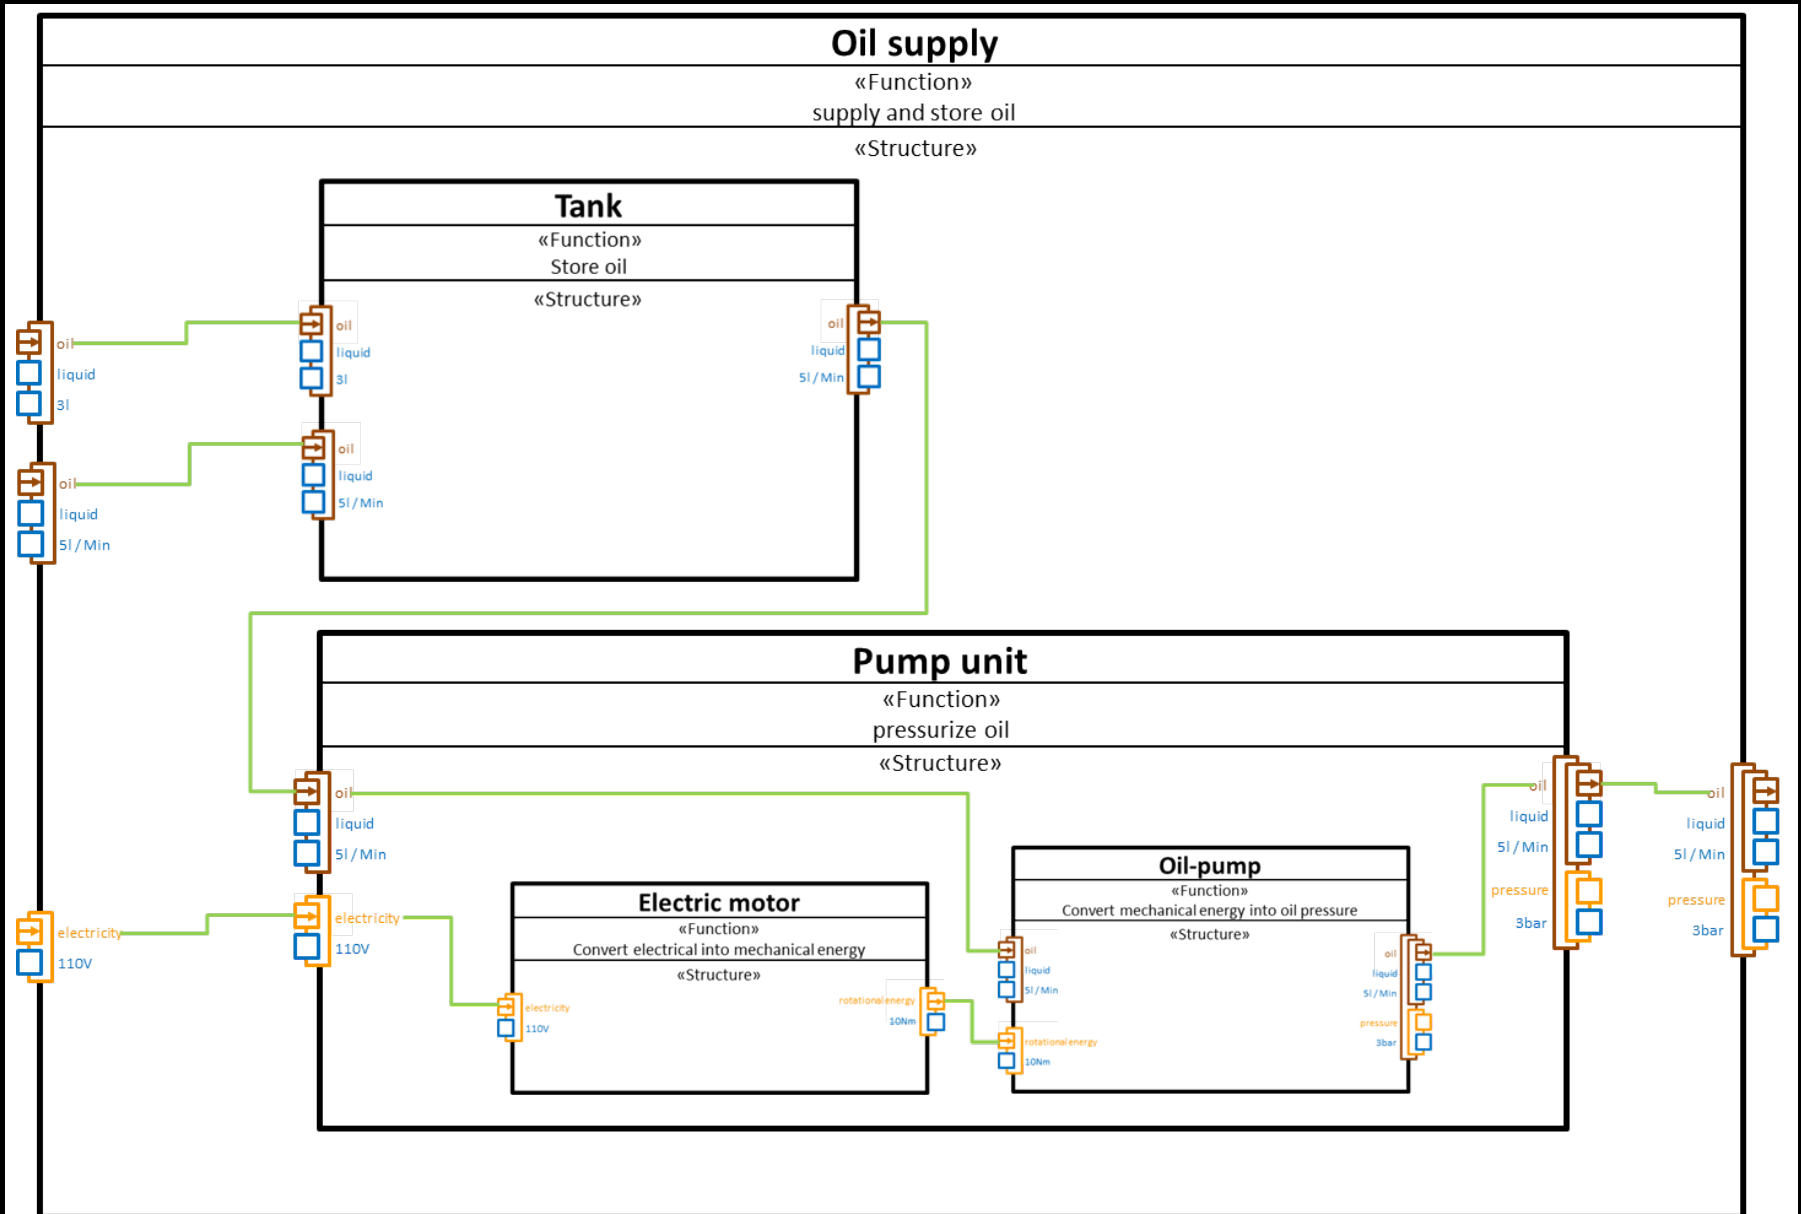 Oil supply
«Function»
supply and store oil
«Structure»
Tank
«Function»
Store oil
«Structure»
oil
liquid
3l
oil
liquid
5l/Min
oil
liquid
5l/Min
oil
liquid
3l
oil
liquid
5l/Min
Pump unit
«Function»
pressurize oil
«Structure»
oil
liquid
5l/Min
electricity
110V
electricity
110V
Electric motor
«Function»
Convert electrical into mechanical energy
«Structure»
electricity
110V
rotationalenergy
10Nm
Oil-pump
«Function»
Convert mechanical energy into oil pressure
«Structure»
oil
liquid
5l/Min
rotationalenergy
10Nm
oil
liquid
5l/Min
pressure
3bar
oil
liquid
5l/Min
pressure
3bar
oil
liquid
5l/Min
pressure
3bar